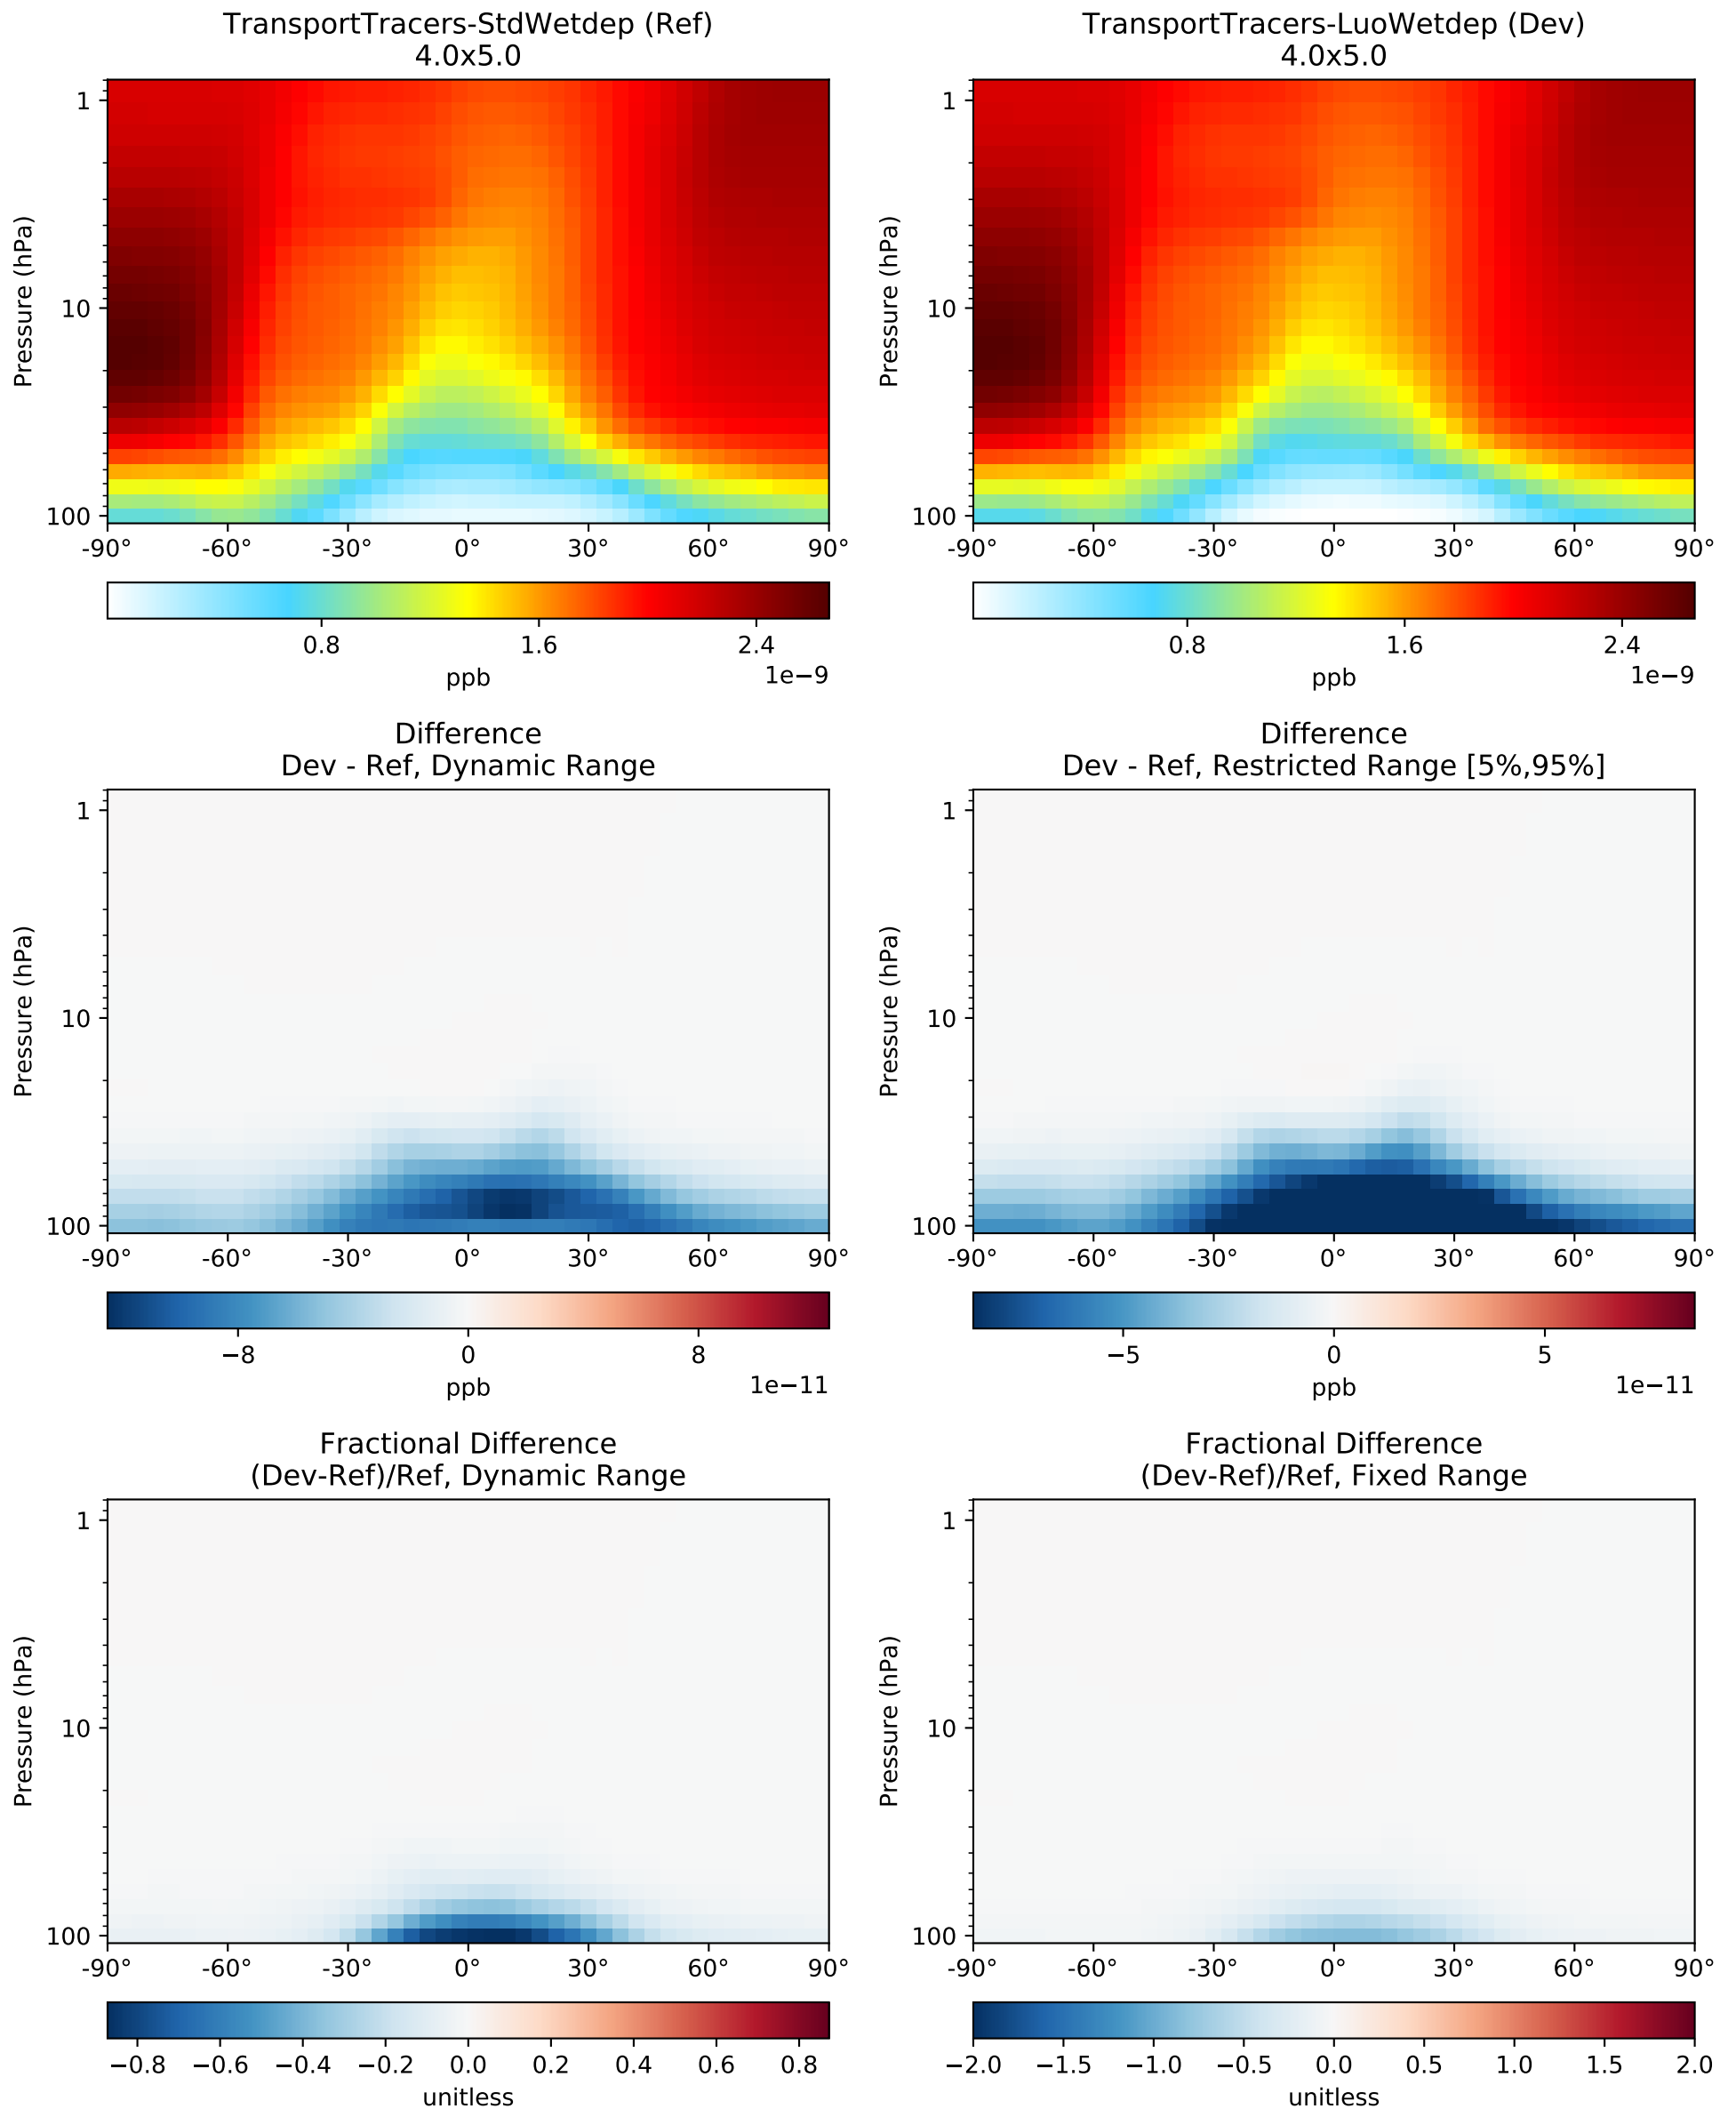 TransportTracers-StdWetdep (Ref)
4.0x5.0
Pressure (hPa)
1
10
100
-90° -60° -30° 0° 30° 60° 90°
0.8 1.6 2.4
1e−9
ppb
TransportTracers-LuoWetdep (Dev)
4.0x5.0
Pressure (hPa)
1
10
100
-90° -60° -30° 0° 30° 60° 90°
0.8 1.6 2.4
1e−9
ppb
Difference
Dev - Ref, Dynamic Range
Pressure (hPa)
1
10
100
-90° -60° -30° 0° 30° 60° 90°
−8 0 8
1e−11
ppb
Difference
Dev - Ref, Restricted Range [5%,95%]
Pressure (hPa)
1
10
100
-90° -60° -30° 0° 30° 60° 90°
−5 0 5
1e−11
ppb
Fractional Difference
(Dev-Ref)/Ref, Dynamic Range
Pressure (hPa)
1
10
100
-90° -60° -30° 0° 30° 60° 90°
−0.8 −0.6 −0.4 −0.2 0.0 0.2 0.4 0.6 0.8
unitless
Fractional Difference
(Dev-Ref)/Ref, Fixed Range
Pressure (hPa)
1
10
100
-90° -60° -30° 0° 30° 60° 90°
−2.0 −1.5 −1.0 −0.5 0.0 0.5 1.0 1.5 2.0
unitless